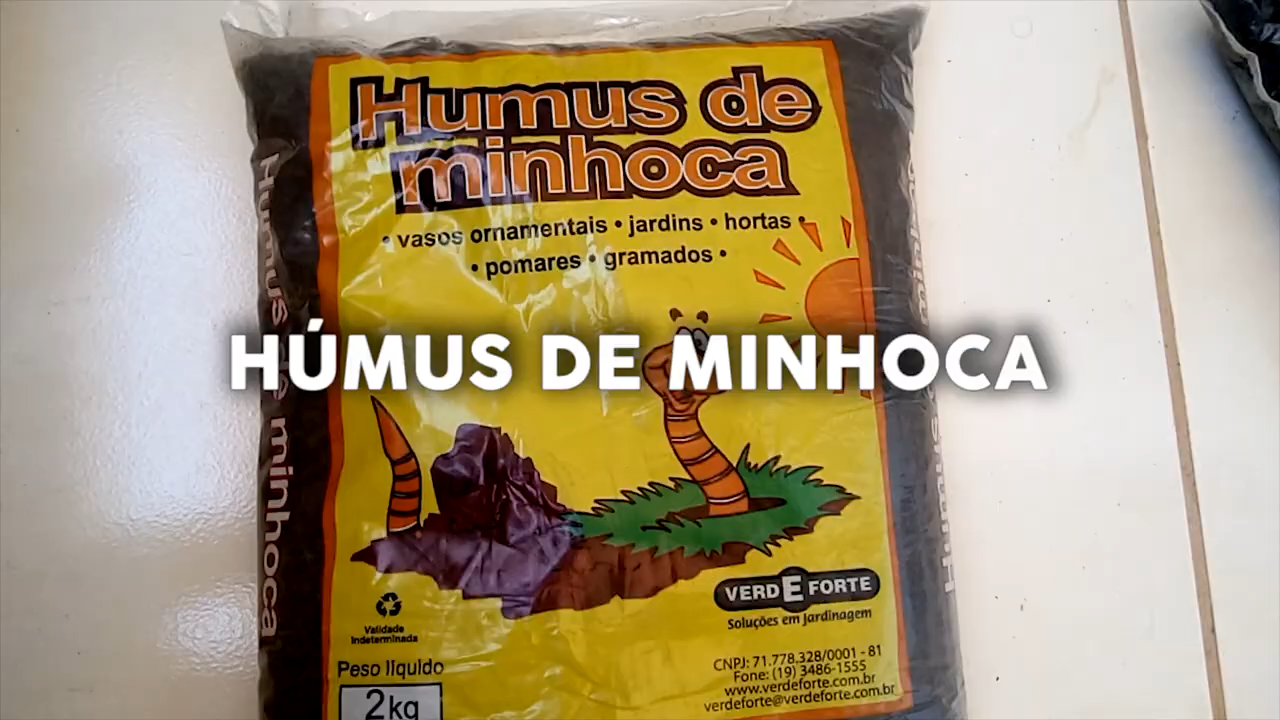 Humus de
minhoca
• vasos ornamentais • jardins • hortas •
• pomares • gramados •
HÚMUS DE MINHOCA
Humus de minhoca
VERD E FORTE
Soluções em Jardinagem
Validade
Indeterminada
Peso líquido
2kg
CNPJ: 71.778.328/0001 - 81
Fone: (19) 3486-1555
www.verdeforte.com.br
verdeforte@verdeforte.com.br